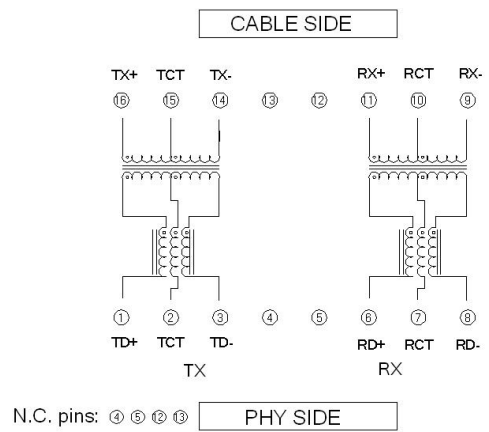 CABLE SIDE
TX+ TCT TX- RX+ RCT RX-
16 15 14 13 12 11 10 9
1 2 3 4 5 6 7 8
TD+ TCT TD- RD+ RCT RD-
TX RX
N.C. pins: 4 5 12 13 PHY SIDE